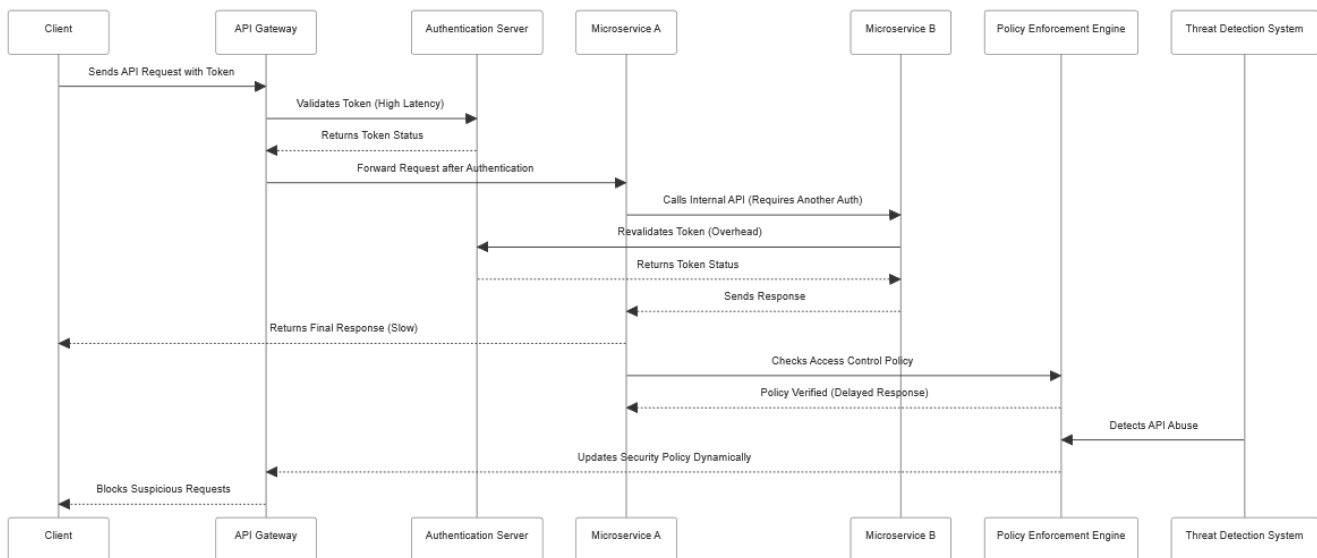 Client
API Gateway
Authentication Server
Microservice A
Microservice B
Policy Enforcement Engine
Threat Detection System
Sends API Request with Token
Validates Token (High Latency)
Returns Token Status
Forward Request after Authentication
Calls Internal API (Requires Another Auth)
Revalidates Token (Overhead)
Returns Token Status
Sends Response
Returns Final Response (Slow)
Checks Access Control Policy
Policy Verified (Delayed Response)
Detects API Abuse
Updates Security Policy Dynamically
Blocks Suspicious Requests
Client
API Gateway
Authentication Server
Microservice A
Microservice B
Policy Enforcement Engine
Threat Detection System